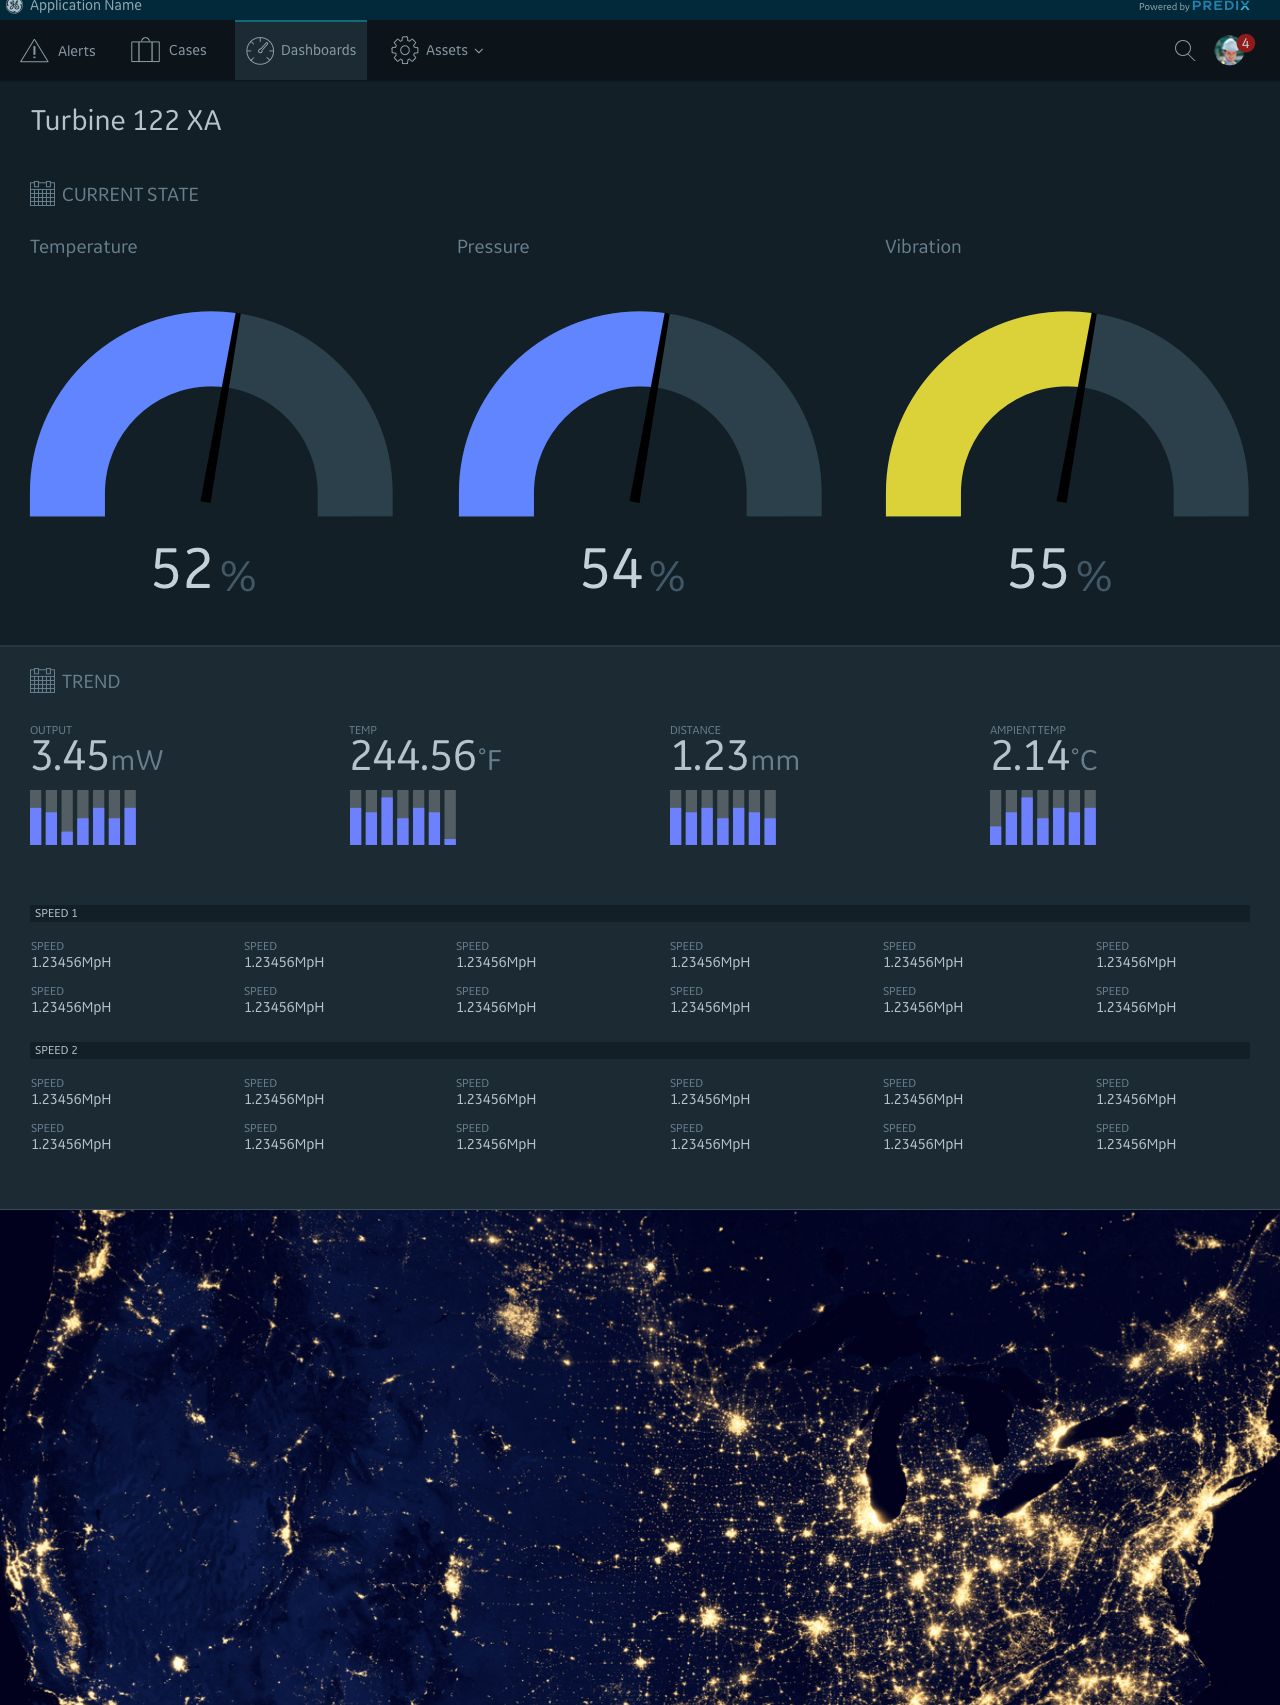 Application Name
Powered by PREDIX
Alerts
Cases
Dashboards
Assets
4
Turbine 122 XA
CURRENT STATE
Temperature
Pressure
Vibration
52 %
54 %
55 %
TREND
OUTPUT
3.45mW
TEMP
244.56°F
DISTANCE
1.23mm
AMPIENT TEMP
2.14°C
SPEED 1
SPEED SPEED SPEED SPEED SPEED SPEED
1.23456MpH 1.23456MpH 1.23456MpH 1.23456MpH 1.23456MpH 1.23456MpH
SPEED SPEED SPEED SPEED SPEED SPEED
1.23456MpH 1.23456MpH 1.23456MpH 1.23456MpH 1.23456MpH 1.23456MpH
SPEED 2
SPEED SPEED SPEED SPEED SPEED SPEED
1.23456MpH 1.23456MpH 1.23456MpH 1.23456MpH 1.23456MpH 1.23456MpH
SPEED SPEED SPEED SPEED SPEED SPEED
1.23456MpH 1.23456MpH 1.23456MpH 1.23456MpH 1.23456MpH 1.23456MpH